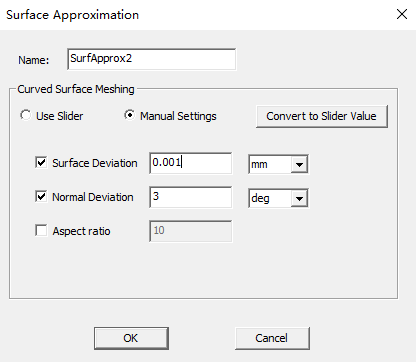 Surface Approximation
Name: SurfApprox2
Curved Surface Meshing
Use Slider Manual Settings Convert to Slider Value
Surface Deviation 0.001 mm
Normal Deviation 3 deg
Aspect ratio 10
OK Cancel